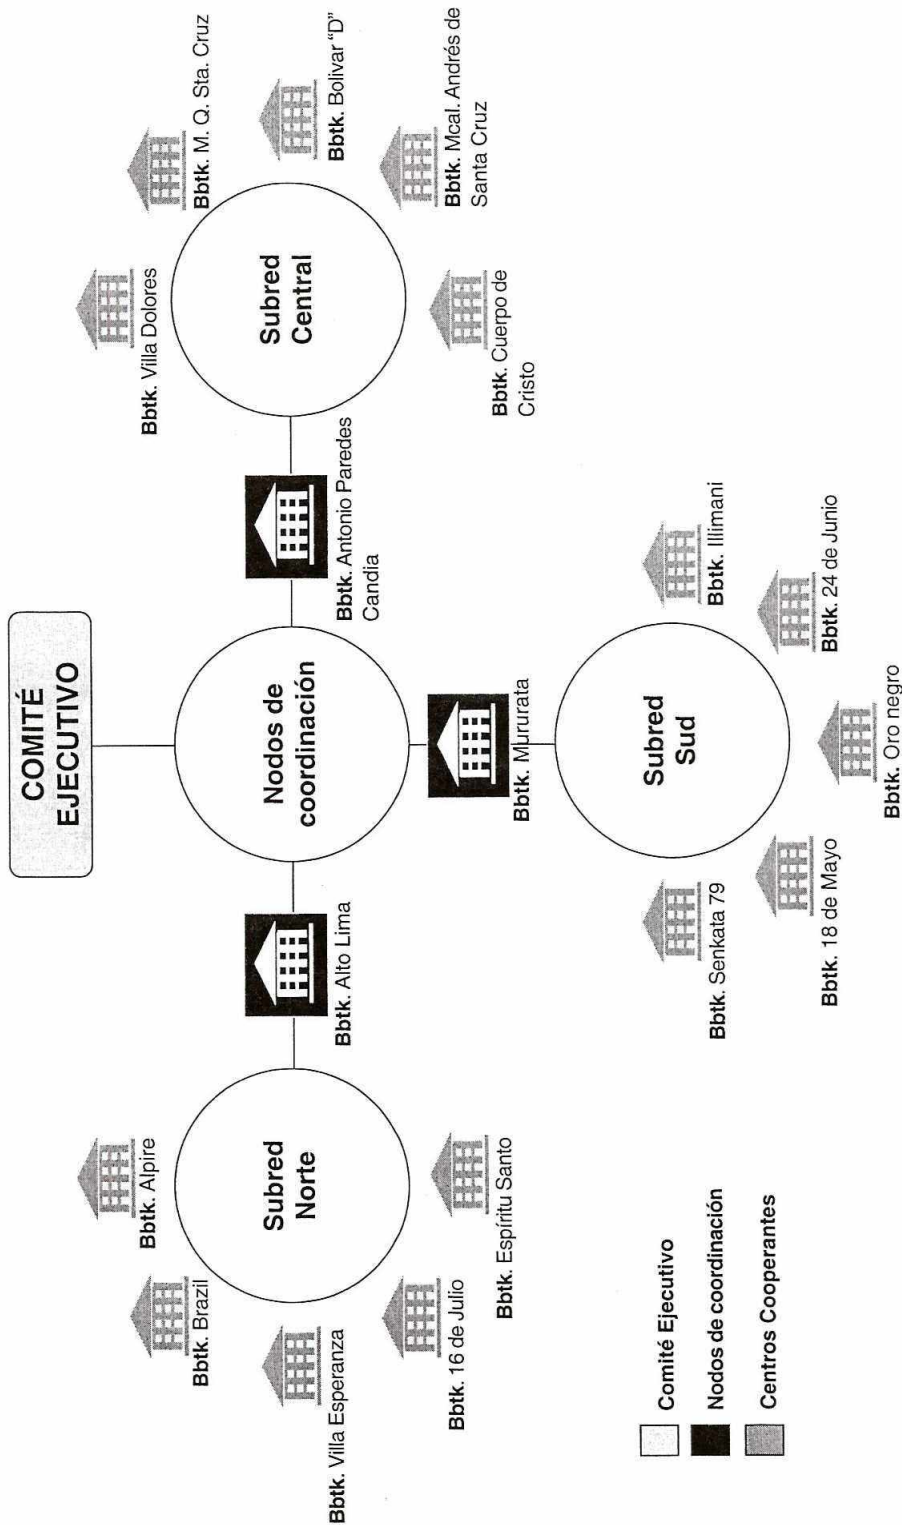 COMITÉ
EJECUTIVO
Nodos de
coordinación
Bbtk. Alto Lima
Bbtk. Antonio Paredes
Candia
Bbtk. Mururata
Subred
Norte
Bbtk. Alpire
Bbtk. Brazil
Bbtk. Villa Esperanza
Bbtk. 16 de Julio
Bbtk. Espíritu Santo
Subred
Central
Bbtk. Villa Dolores
Bbtk. M. Q. Sta. Cruz
Bbtk. Bolivar “D”
Bbtk. Mcal. Andrés de
Santa Cruz
Bbtk. Cuerpo de
Cristo
Subred
Sud
Bbtk. Senkata 79
Bbtk. 18 de Mayo
Bbtk. Oro negro
Bbtk. 24 de Junio
Bbtk. Illimani
Comité Ejecutivo
Nodos de coordinación
Centros Cooperantes